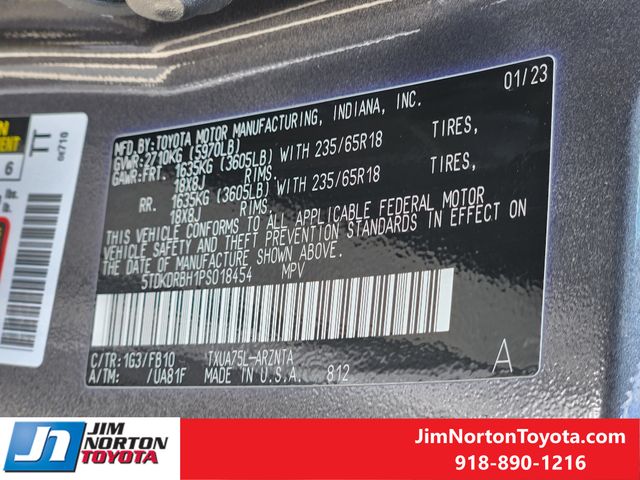 01/23
MFD.BY:TOYOTA MOTOR MANUFACTURING, INDIANA, INC.
GVWR:2710KG (5970LB)
GAWR:FRT. 1635KG (3605LB) WITH 235/65R18 TIRES,
18X8J RIMS.
RR. 1635KG (3605LB) WITH 235/65R18 TIRES,
18X8J RIMS.
THIS VEHICLE CONFORMS TO ALL APPLICABLE FEDERAL MOTOR
VEHICLE SAFETY AND THEFT PREVENTION STANDARDS IN EFFECT ON
THE DATE OF MANUFACTURE SHOWN ABOVE.
5TDKDRBH1PS018454 MPV
C/TR:1G3/FB10 TXUA75L-ARZNTA
A/TM: /UA81F MADE IN U.S.A. 812
A
TT
6
lbs.
JIM
NORTON
TOYOTA
JimNortonToyota.com
918-890-1216